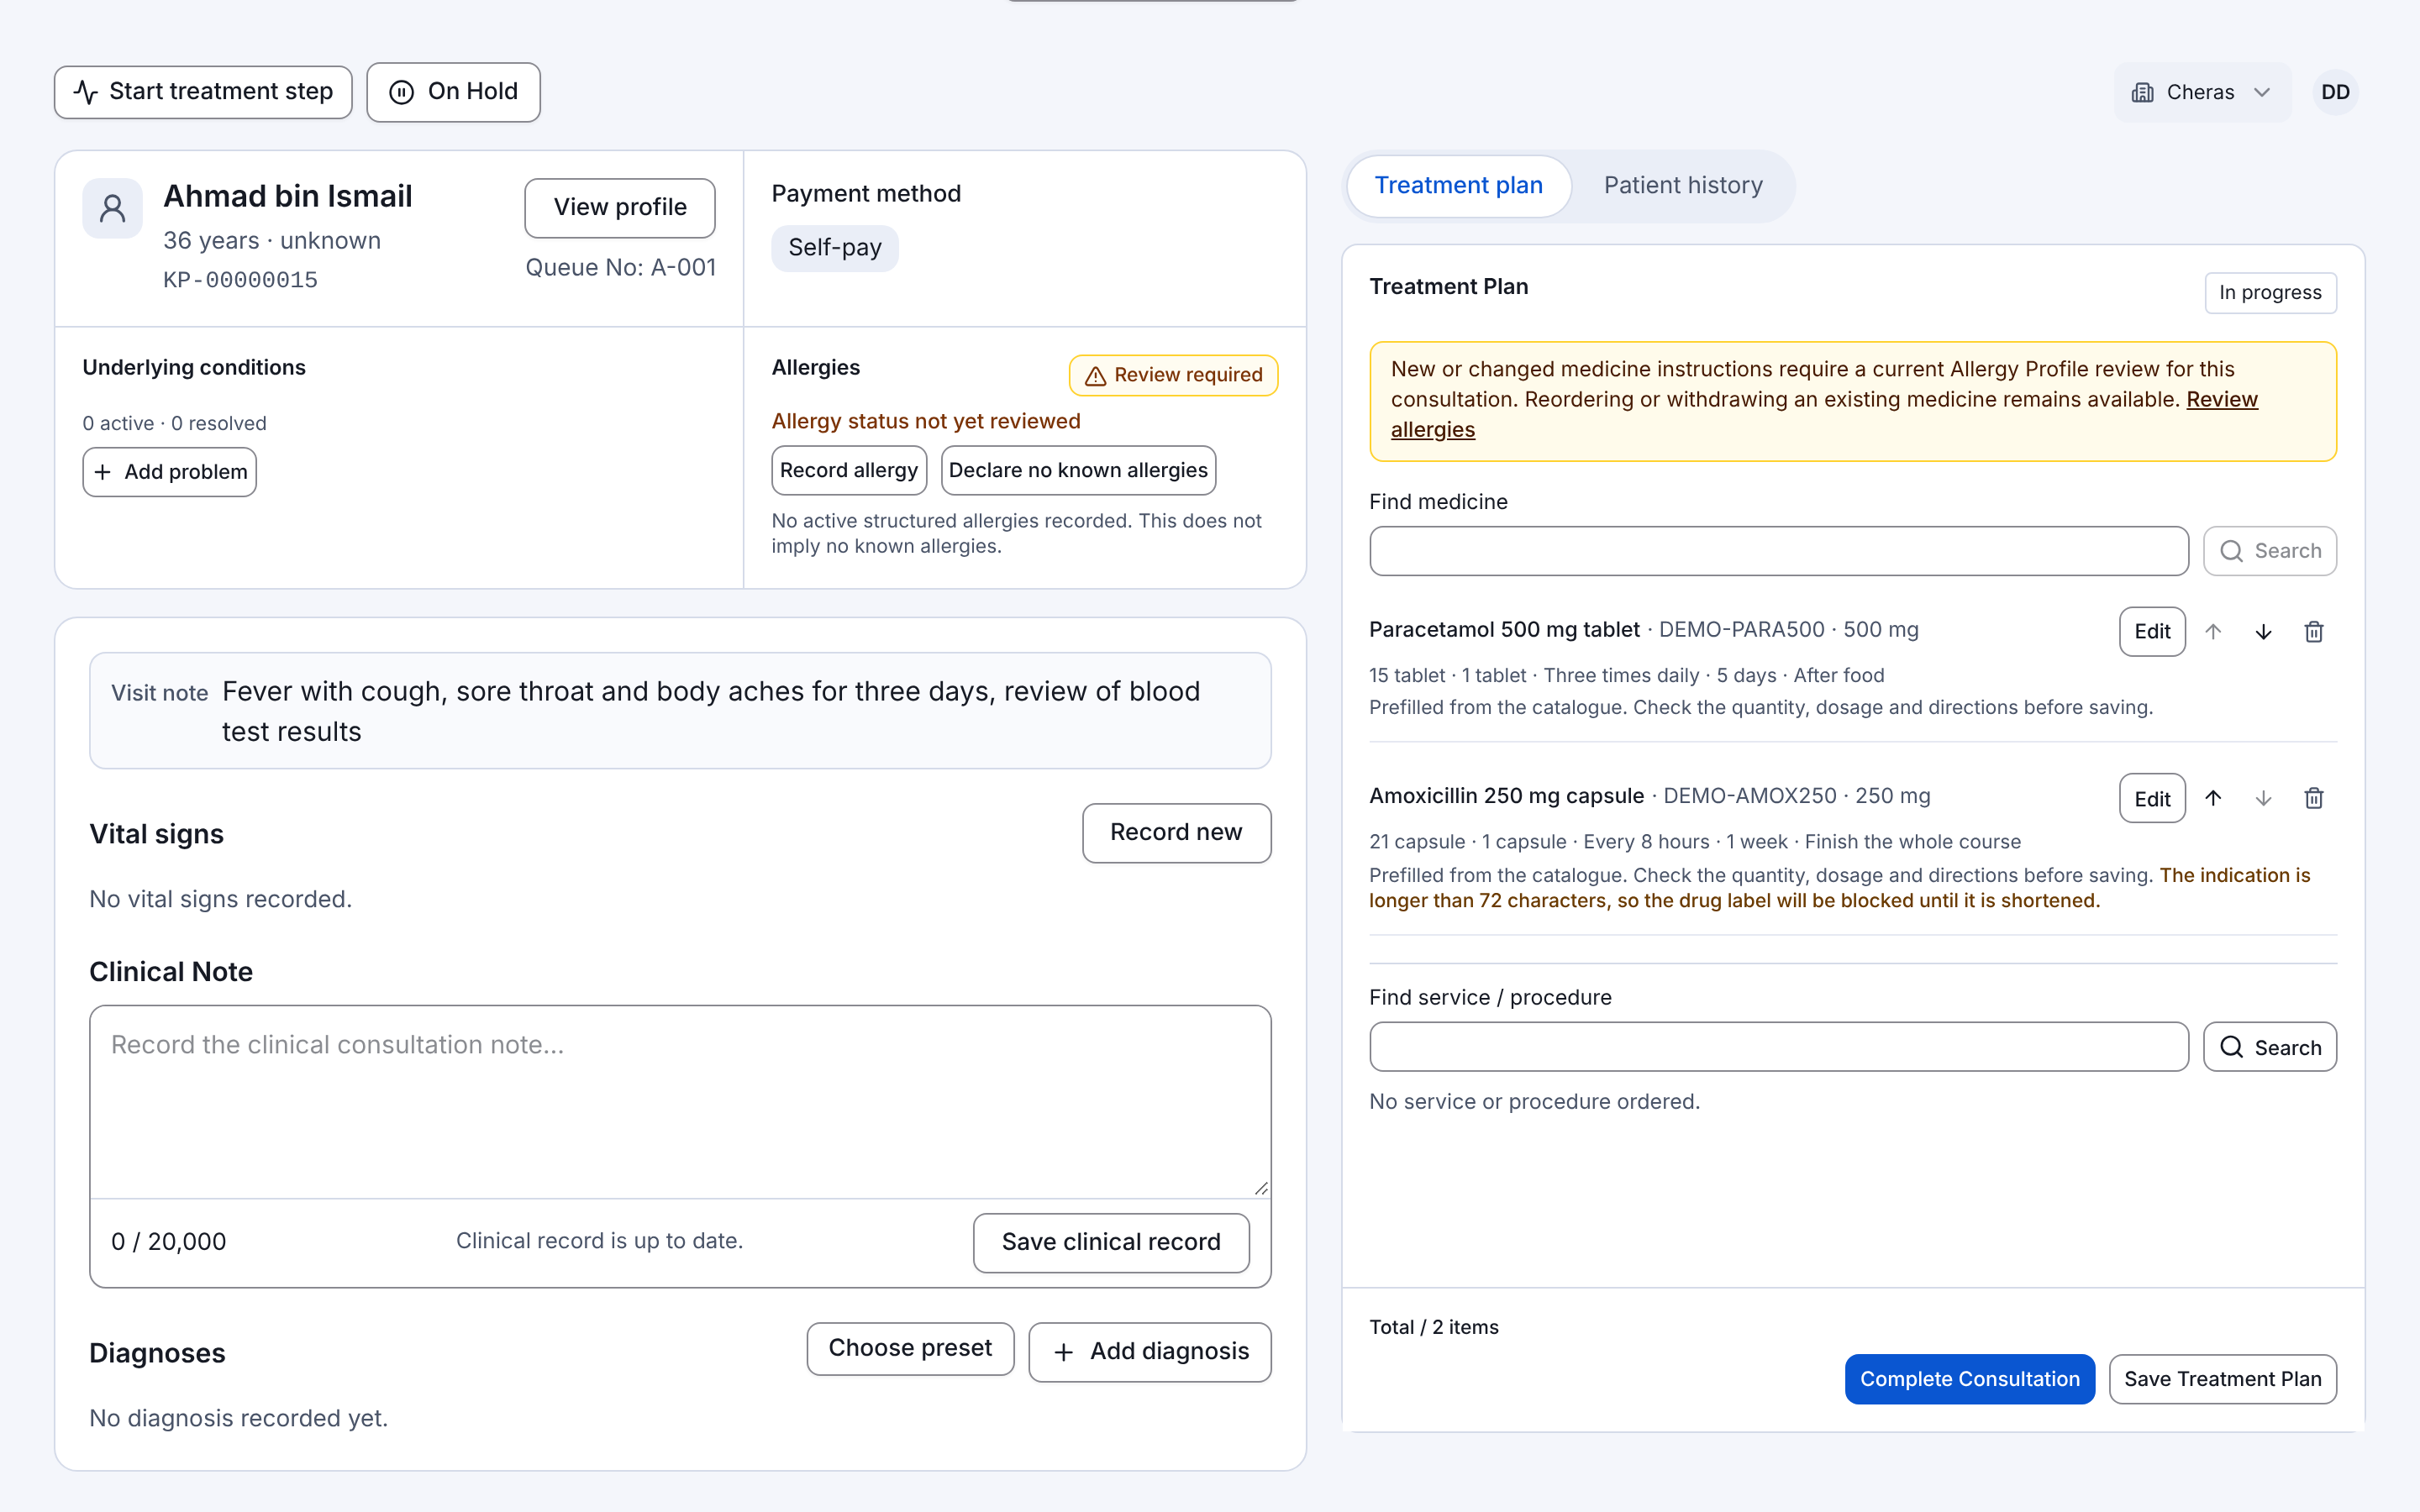 Start treatment step
On Hold
Cheras
DD
Ahmad bin Ismail
36 years · unknown
KP-00000015
View profile
Queue No: A-001
Payment method
Self-pay
Underlying conditions
0 active · 0 resolved
Add problem
Allergies
Review required
Allergy status not yet reviewed
Record allergy
Declare no known allergies
No active structured allergies recorded. This does not
imply no known allergies.
Visit note
Fever with cough, sore throat and body aches for three days, review of blood
test results
Vital signs
Record new
No vital signs recorded.
Clinical Note
Record the clinical consultation note...
0 / 20,000
Clinical record is up to date.
Save clinical record
Diagnoses
Choose preset
Add diagnosis
No diagnosis recorded yet.
Treatment plan
Patient history
Treatment Plan
In progress
New or changed medicine instructions require a current Allergy Profile review for this
consultation. Reordering or withdrawing an existing medicine remains available. Review
allergies
Find medicine
Search
Paracetamol 500 mg tablet · DEMO-PARA500 · 500 mg
Edit
15 tablet · 1 tablet · Three times daily · 5 days · After food
Prefilled from the catalogue. Check the quantity, dosage and directions before saving.
Amoxicillin 250 mg capsule · DEMO-AMOX250 · 250 mg
Edit
21 capsule · 1 capsule · Every 8 hours · 1 week · Finish the whole course
Prefilled from the catalogue. Check the quantity, dosage and directions before saving. The indication is
longer than 72 characters, so the drug label will be blocked until it is shortened.
Find service / procedure
Search
No service or procedure ordered.
Total / 2 items
Complete Consultation
Save Treatment Plan